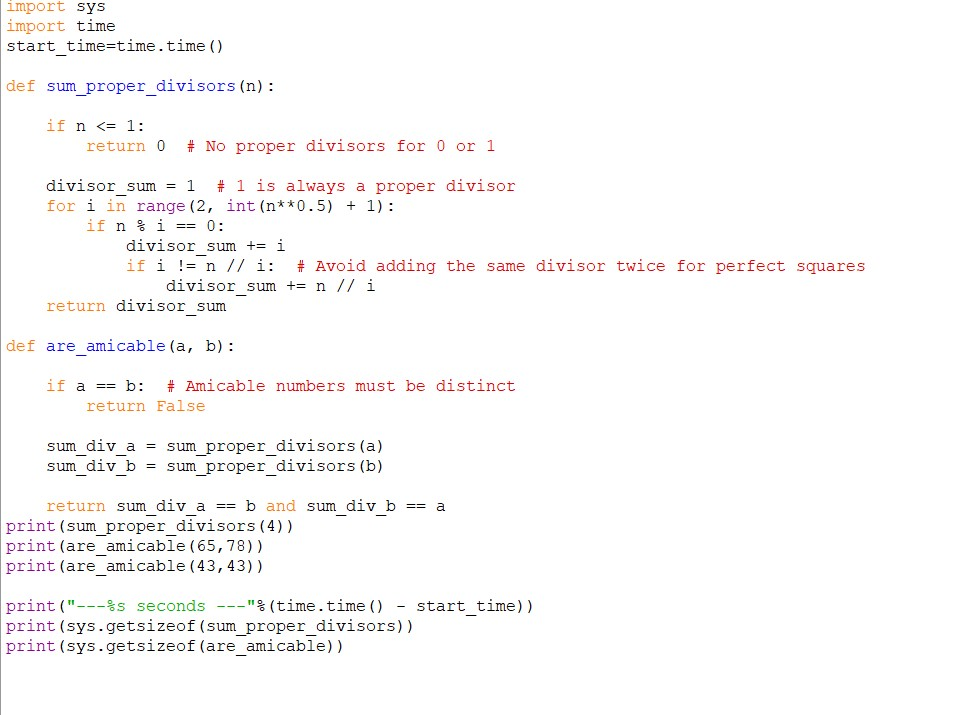 import sys
import time
start_time=time.time()

def sum_proper_divisors(n):

    if n <= 1:
        return 0  # No proper divisors for 0 or 1

    divisor_sum = 1  # 1 is always a proper divisor
    for i in range(2, int(n**0.5) + 1):
        if n % i == 0:
            divisor_sum += i
            if i != n // i:  # Avoid adding the same divisor twice for perfect squares
                divisor_sum += n // i
    return divisor_sum

def are_amicable(a, b):

    if a == b:  # Amicable numbers must be distinct
        return False

    sum_div_a = sum_proper_divisors(a)
    sum_div_b = sum_proper_divisors(b)

    return sum_div_a == b and sum_div_b == a
print(sum_proper_divisors(4))
print(are_amicable(65,78))
print(are_amicable(43,43))

print("---%s seconds ---"%(time.time() - start_time))
print(sys.getsizeof(sum_proper_divisors))
print(sys.getsizeof(are_amicable))